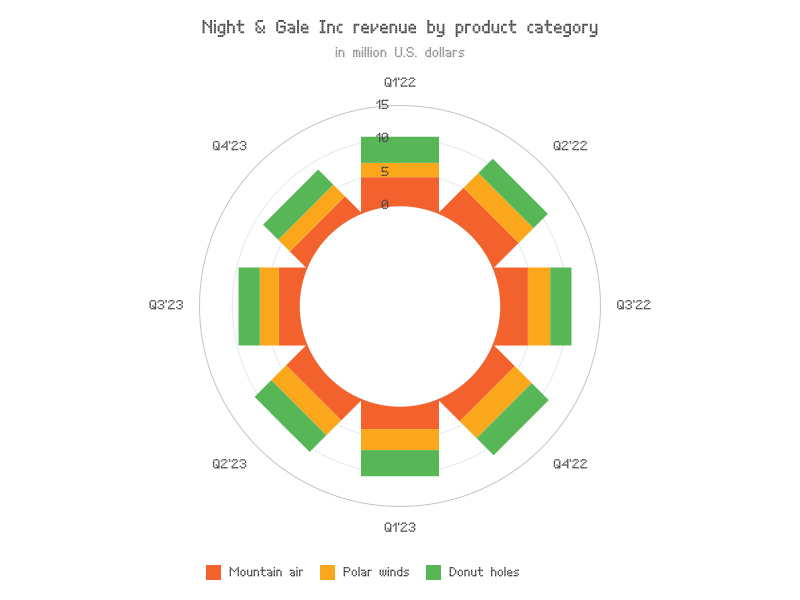 Night & Gale Inc revenue by product category
in million U.S. dollars
Q1'22
15
Q4'23
10
Q2'22
5
0
Q3'23
Q3'22
Q2'23
Q4'22
Q1'23
Mountain air
Polar winds
Donut holes